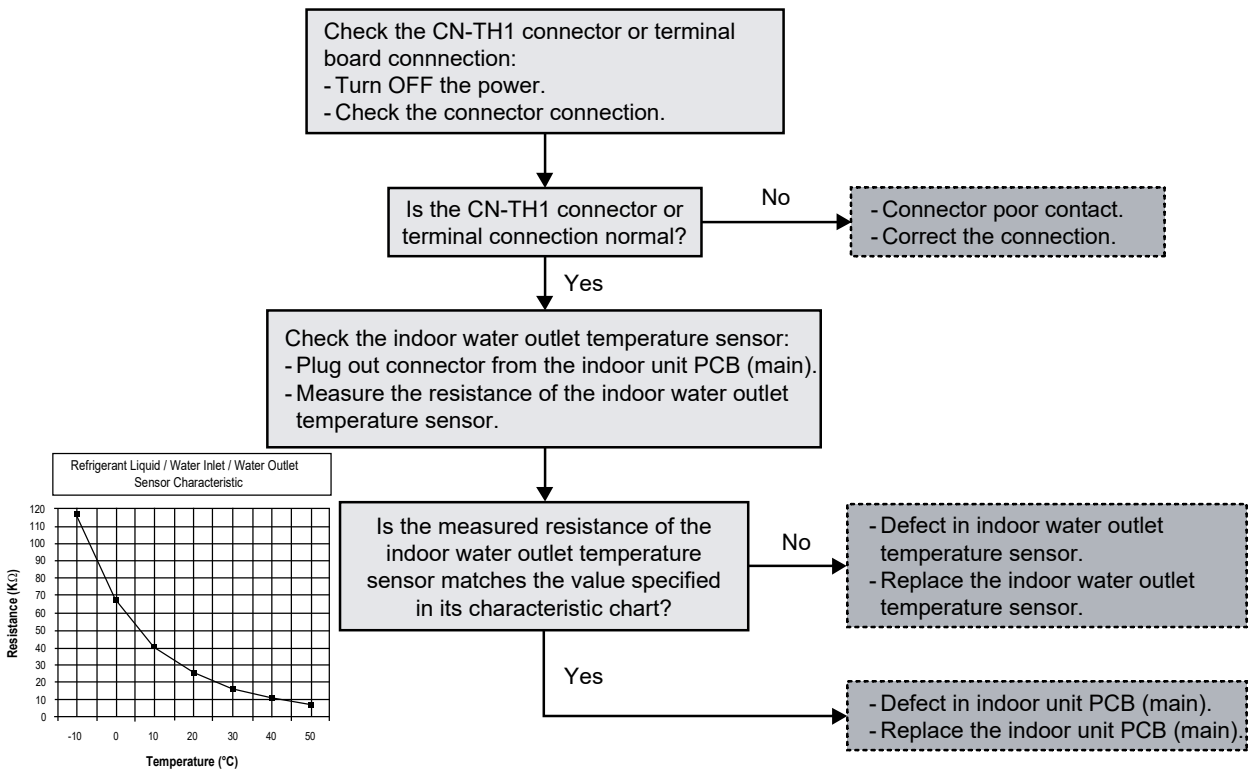 Check the CN-TH1 connector or terminal
board connnection:
- Turn OFF the power.
- Check the connector connection.
Is the CN-TH1 connector or
terminal connection normal?
No
- Connector poor contact.
- Correct the connection.
Yes
Check the indoor water outlet temperature sensor:
- Plug out connector from the indoor unit PCB (main).
- Measure the resistance of the indoor water outlet
temperature sensor.
Refrigerant Liquid / Water Inlet / Water Outlet
Sensor Characteristic
Resistance (KΩ)
120
110
100
90
80
70
60
50
40
30
20
10
0
-10 0 10 20 30 40 50
Temperature (°C)
Is the measured resistance of the
indoor water outlet temperature
sensor matches the value specified
in its characteristic chart?
No
- Defect in indoor water outlet
temperature sensor.
- Replace the indoor water outlet
temperature sensor.
Yes
- Defect in indoor unit PCB (main).
- Replace the indoor unit PCB (main).